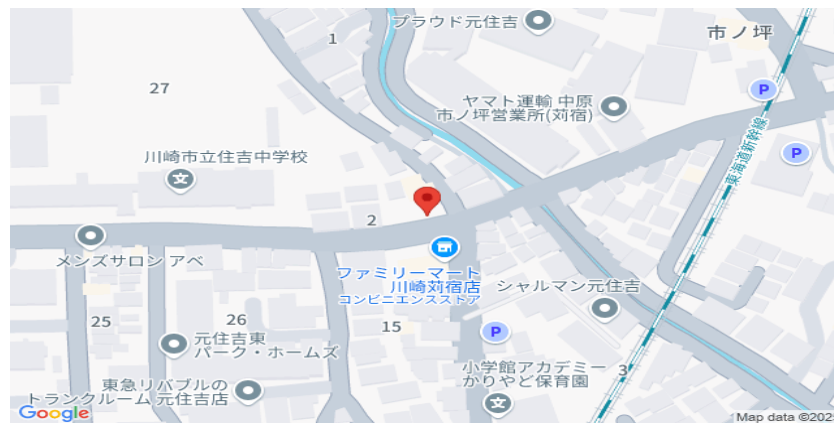 プラウド元住吉
市ノ坪
1
27
ヤマト運輸 中原
市ノ坪営業所(苅宿)
P
東海道新幹線
P
川崎市立住吉中学校
文
2
メンズサロン アベ
ファミリーマート
川崎苅宿店
コンビニエンスストア
シャルマン元住吉
25
26
15
P
元住吉東
パーク・ホームズ
小学館アカデミー
かりやど保育園
文
3
東急リバブルの
トランクルーム 元住吉店
Google
Map data ©202